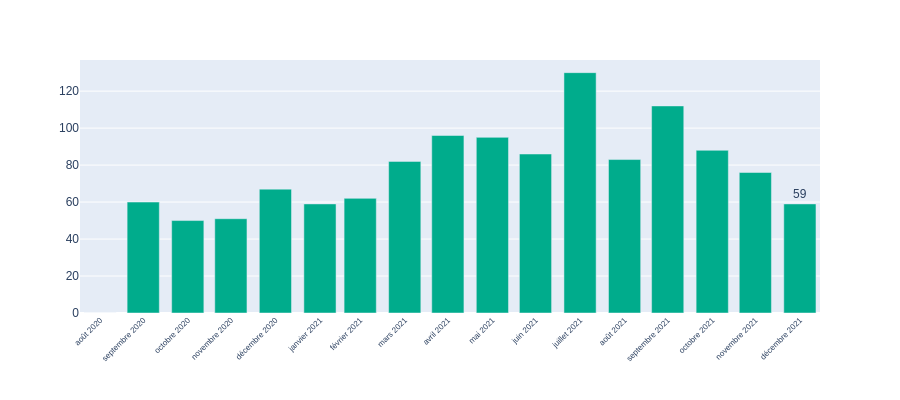 120
100
80
60
40
20
0
59
août 2020
septembre 2020
octobre 2020
novembre 2020
décembre 2020
janvier 2021
février 2021
mars 2021
avril 2021
mai 2021
juin 2021
juillet 2021
août 2021
septembre 2021
octobre 2021
novembre 2021
décembre 2021